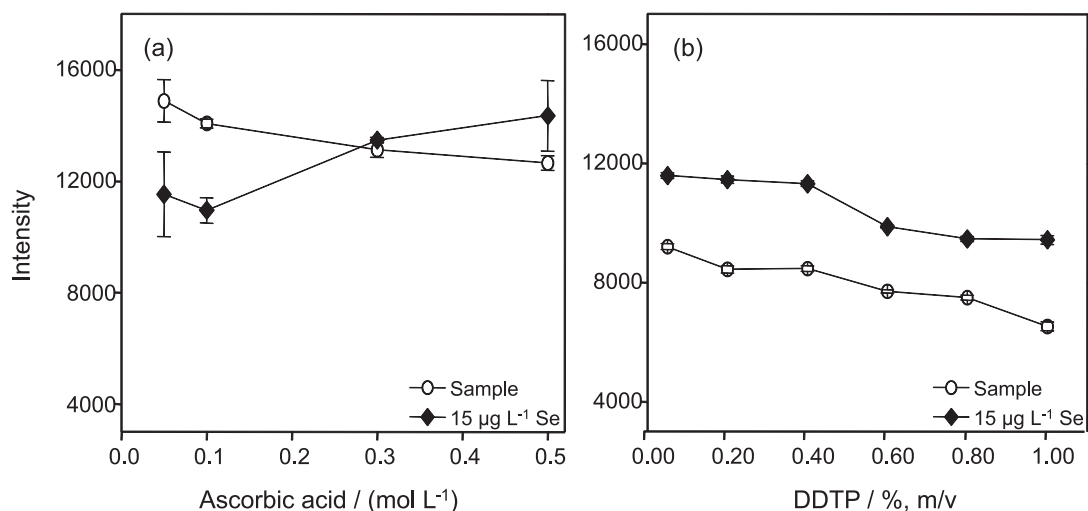 (a)
16000
12000
8000
4000
Intensity
Sample
15 µg L⁻¹ Se
0.0 0.1 0.2 0.3 0.4 0.5
Ascorbic acid / (mol L⁻¹)
(b)
16000
12000
8000
4000
Sample
15 µg L⁻¹ Se
0.00 0.20 0.40 0.60 0.80 1.00
DDTP / %, m/v